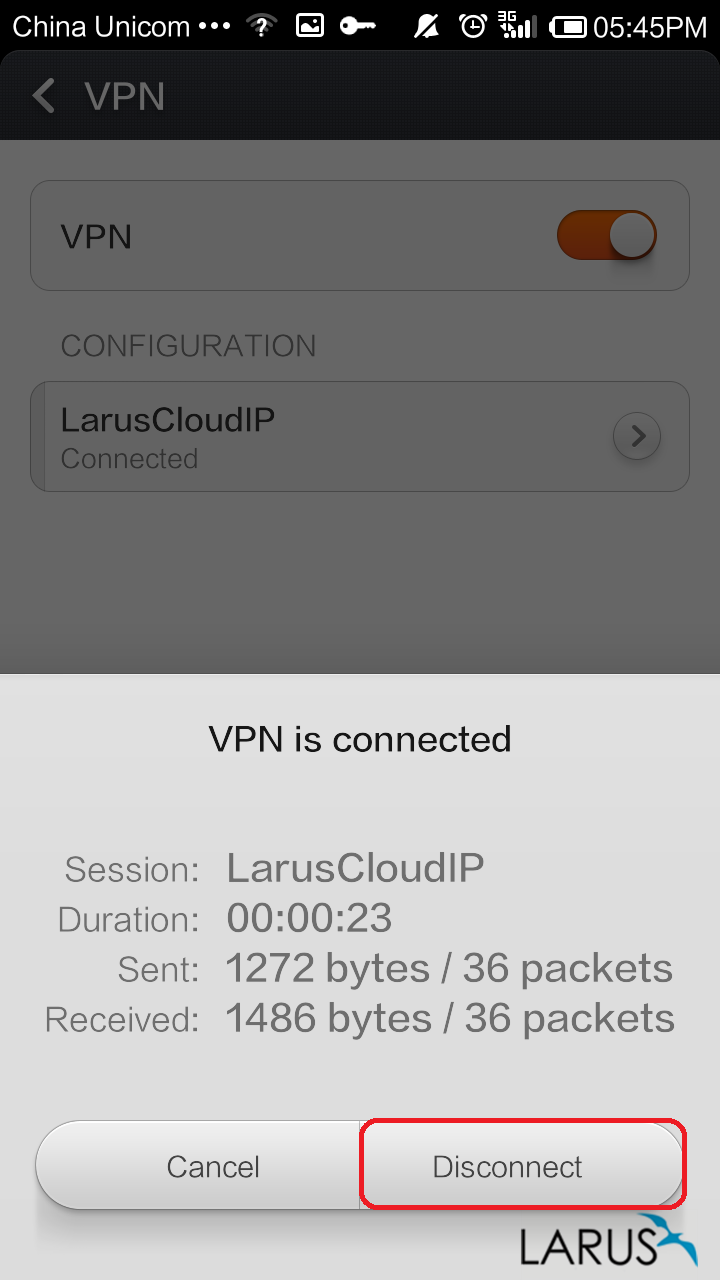 China Unicom ••• 3G 05:45PM
VPN
VPN
CONFIGURATION
LarusCloudIP
Connected
VPN is connected
Session: LarusCloudIP
Duration: 00:00:23
Sent: 1272 bytes / 36 packets
Received: 1486 bytes / 36 packets
Cancel Disconnect
LARUS